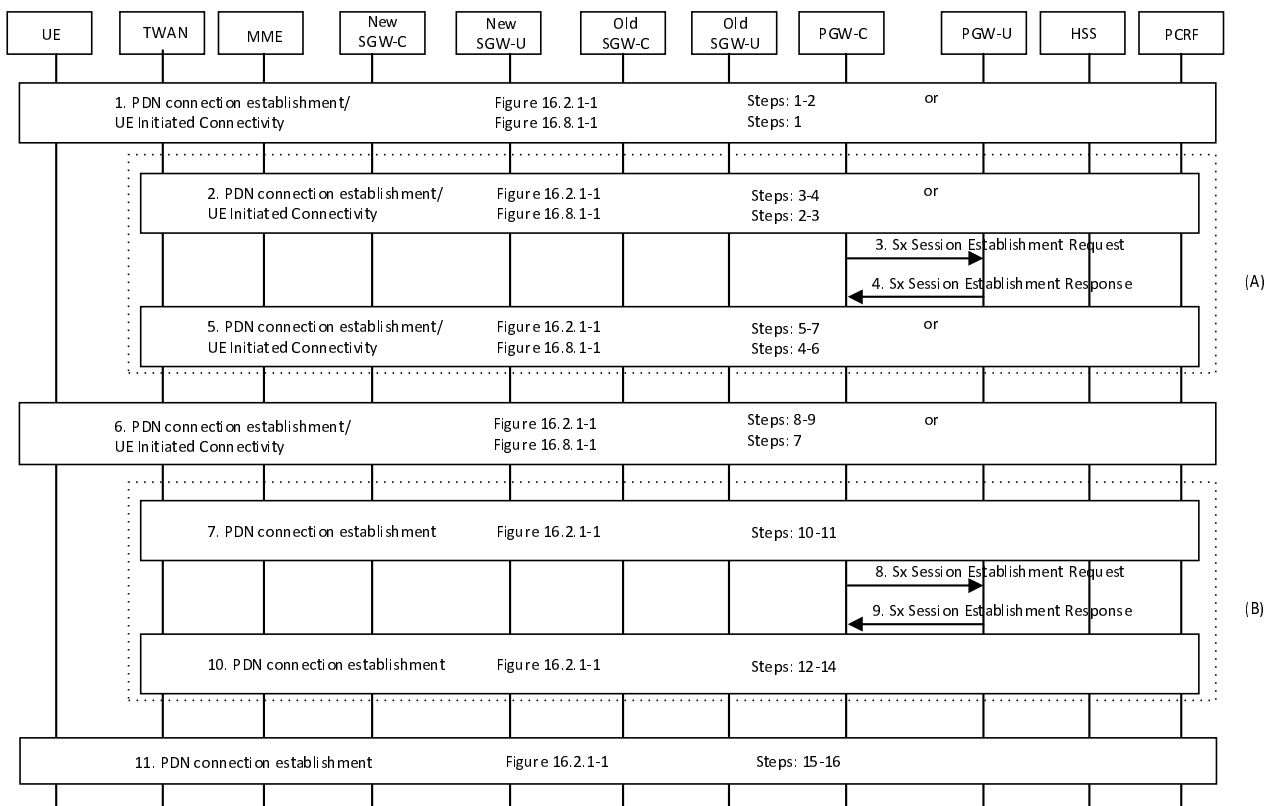 UE
TWAN
MME
New
SGW-C
New
SGW-U
Old
SGW-C
Old
SGW-U
PGW-C
PGW-U
HSS
PCRF
1. PDN connection establishment/ Figure 16.2.1-1 Steps: 1-2 or
UE Initiated Connectivity Figure 16.8.1-1 Steps: 1
2. PDN connection establishment/ Figure 16.2.1-1 Steps: 3-4 or
UE Initiated Connectivity Figure 16.8.1-1 Steps: 2-3
3. Sx Session Establishment Request
4. Sx Session Establishment Response
(A)
5. PDN connection establishment/ Figure 16.2.1-1 Steps: 5-7 or
UE Initiated Connectivity Figure 16.8.1-1 Steps: 4-6
6. PDN connection establishment/ Figure 16.2.1-1 Steps: 8-9 or
UE Initiated Connectivity Figure 16.8.1-1 Steps: 7
7. PDN connection establishment Figure 16.2.1-1 Steps: 10-11
8. Sx Session Establishment Request
9. Sx Session Establishment Response
(B)
10. PDN connection establishment Figure 16.2.1-1 Steps: 12-14
11. PDN connection establishment Figure 16.2.1-1 Steps: 15-16